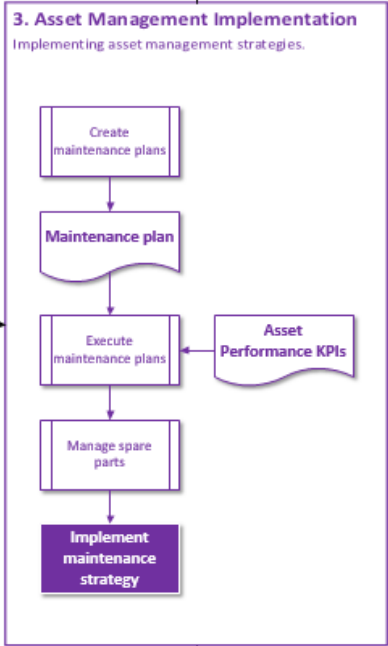 3. Asset Management Implementation
Implementing asset management strategies.
Create
maintenance plans
Maintenance plan
Execute
maintenance plans
Asset
Performance KPIs
Manage spare
parts
Implement
maintenance
strategy